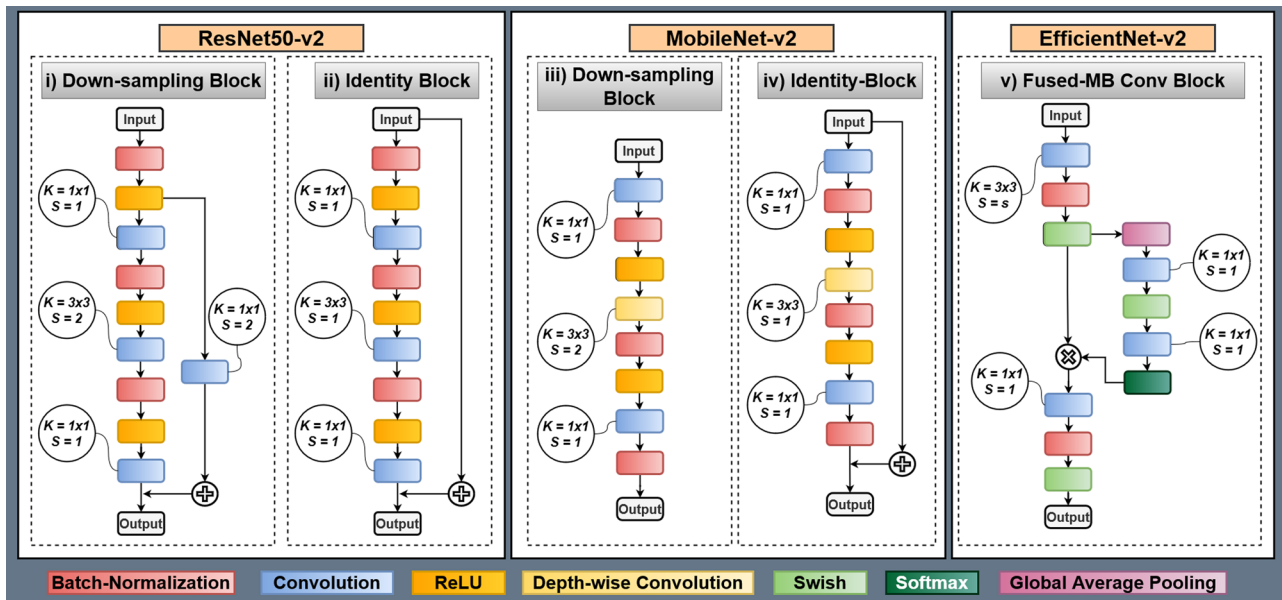 ResNet50-v2
i) Down-sampling Block
Input
K = 1x1
S = 1
K = 3x3
S = 2
K = 1x1
S = 2
K = 1x1
S = 1
Output
ii) Identity Block
Input
K = 1x1
S = 1
K = 3x3
S = 1
K = 1x1
S = 1
Output
MobileNet-v2
iii) Down-sampling
Block
Input
K = 1x1
S = 1
K = 3x3
S = 2
K = 1x1
S = 1
Output
iv) Identity-Block
Input
K = 1x1
S = 1
K = 3x3
S = 1
K = 1x1
S = 1
Output
EfficientNet-v2
v) Fused-MB Conv Block
Input
K = 3x3
S = s
K = 1x1
S = 1
K = 1x1
S = 1
K = 1x1
S = 1
Output
Batch-Normalization
Convolution
ReLU
Depth-wise Convolution
Swish
Softmax
Global Average Pooling